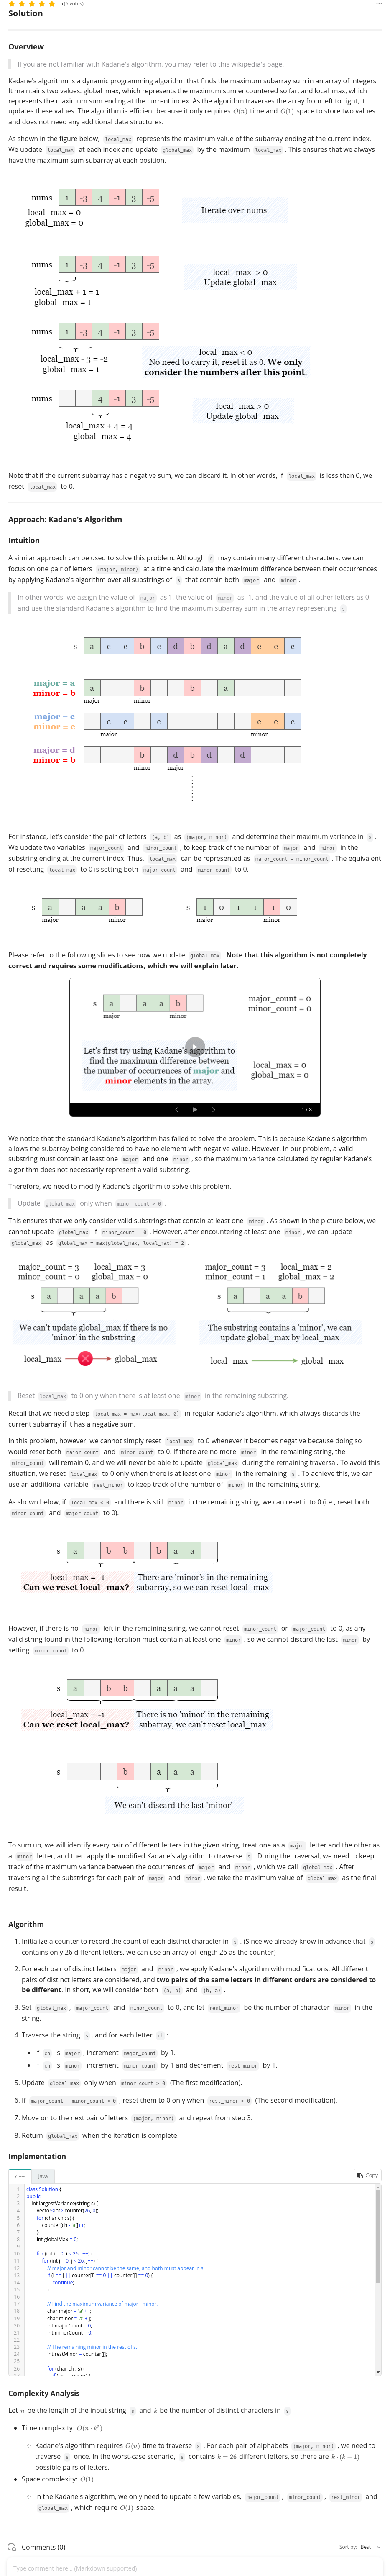 5 (6 votes)
Solution
Overview
If you are not familiar with Kadane's algorithm, you may refer to this wikipedia's page.
Kadane's algorithm is a dynamic programming algorithm that finds the maximum subarray sum in an array of integers.
It maintains two values: global_max, which represents the maximum sum encountered so far, and local_max, which
represents the maximum sum ending at the current index. As the algorithm traverses the array from left to right, it
updates these values. The algorithm is efficient because it only requires O(n) time and O(1) space to store two values
and does not need any additional data structures.
As shown in the figure below, local_max represents the maximum value of the subarray ending at the current index.
We update local_max at each index and update global_max by the maximum local_max . This ensures that we always
have the maximum sum subarray at each position.
nums 1 -3 4 -1 3 -5
local_max = 0
global_max = 0
Iterate over nums
nums 1 -3 4 -1 3 -5
local_max + 1 = 1
global_max = 1
local_max > 0
Update global_max
nums 1 -3 4 -1 3 -5
local_max - 3 = -2
global_max = 1
local_max < 0
No need to carry it, reset it as 0. We only
consider the numbers after this point.
nums 4 -1 3 -5
local_max + 4 = 4
global_max = 4
local_max > 0
Update global_max
Note that if the current subarray has a negative sum, we can discard it. In other words, if local_max is less than 0, we
reset local_max to 0.
Approach: Kadane's Algorithm
Intuition
A similar approach can be used to solve this problem. Although s may contain many different characters, we can
focus on one pair of letters (major, minor) at a time and calculate the maximum difference between their occurrences
by applying Kadane's algorithm over all substrings of s that contain both major and minor .
In other words, we assign the value of major as 1, the value of minor as -1, and the value of all other letters as 0,
and use the standard Kadane's algorithm to find the maximum subarray sum in the array representing s .
s a c c b c d b d a d e e c
major = a
minor = b
a b b a
major minor
major = c
minor = e
c c c e e c
major minor
major = d
minor = b
b d b d d
minor major
For instance, let's consider the pair of letters (a, b) as (major, minor) and determine their maximum variance in s .
We update two variables major_count and minor_count , to keep track of the number of major and minor in the
substring ending at the current index. Thus, local_max can be represented as major_count - minor_count . The equivalent
of resetting local_max to 0 is setting both major_count and minor_count to 0.
s a a a b
major minor
s 1 0 1 1 -1 0
major minor
Please refer to the following slides to see how we update global_max . Note that this algorithm is not completely
correct and requires some modifications, which we will explain later.
s a a a b
major minor
major_count = 0
minor_count = 0
Let's first try using Kadane's algorithm to
find the maximum difference between
the number of occurrences of major and
minor elements in the array.
local_max = 0
global_max = 0
1 / 8
We notice that the standard Kadane's algorithm has failed to solve the problem. This is because Kadane's algorithm
allows the subarray being considered to have no element with negative value. However, in our problem, a valid
substring must contain at least one major and one minor , so the maximum variance calculated by regular Kadane's
algorithm does not necessarily represent a valid substring.
Therefore, we need to modify Kadane's algorithm to solve this problem.
Update global_max only when minor_count > 0 .
This ensures that we only consider valid substrings that contain at least one minor . As shown in the picture below, we
cannot update global_max if minor_count = 0 . However, after encountering at least one minor , we can update
global_max as global_max = max(global_max, local_max) = 2 .
major_count = 3 local_max = 3
minor_count = 0 global_max = 0
s a a a b
We can't update global_max if there is no
'minor' in the substring
local_max global_max
major_count = 3 local_max = 2
minor_count = 1 global_max = 2
s a a a b
The substring contains a 'minor', we can
update global_max by local_max
local_max global_max
Reset local_max to 0 only when there is at least one minor in the remaining substring.
Recall that we need a step local_max = max(local_max, 0) in regular Kadane's algorithm, which always discards the
current subarray if it has a negative sum.
In this problem, however, we cannot simply reset local_max to 0 whenever it becomes negative because doing so
would reset both major_count and minor_count to 0. If there are no more minor in the remaining string, the
minor_count will remain 0, and we will never be able to update global_max during the remaining traversal. To avoid this
situation, we reset local_max to 0 only when there is at least one minor in the remaining s . To achieve this, we can
use an additional variable rest_minor to keep track of the number of minor in the remaining string.
As shown below, if local_max < 0 and there is still minor in the remaining string, we can reset it to 0 (i.e., reset both
minor_count and major_count to 0).
s a b b b a a
local_max = -1
Can we reset local_max?
There are 'minor's in the remaining
subarray, so we can reset local_max
However, if there is no minor left in the remaining string, we cannot reset minor_count or major_count to 0, as any
valid string found in the following iteration must contain at least one minor , so we cannot discard the last minor by
setting minor_count to 0.
s a b b a a a
local_max = -1
Can we reset local_max?
There is no 'minor' in the remaining
subarray, we can't reset local_max
s b a a a
We can't discard the last 'minor'
To sum up, we will identify every pair of different letters in the given string, treat one as a major letter and the other as
a minor letter, and then apply the modified Kadane's algorithm to traverse s . During the traversal, we need to keep
track of the maximum variance between the occurrences of major and minor , which we call global_max . After
traversing all the substrings for each pair of major and minor , we take the maximum value of global_max as the final
result.
Algorithm
1. Initialize a counter to record the count of each distinct character in s . (Since we already know in advance that s
contains only 26 different letters, we can use an array of length 26 as the counter)
2. For each pair of distinct letters major and minor , we apply Kadane's algorithm with modifications. All different
pairs of distinct letters are considered, and two pairs of the same letters in different orders are considered to
be different. In short, we will consider both (a, b) and (b, a) .
3. Set global_max , major_count and minor_count to 0, and let rest_minor be the number of character minor in the
string.
4. Traverse the string s , and for each letter ch :
• If ch is major , increment major_count by 1.
• If ch is minor , increment minor_count by 1 and decrement rest_minor by 1.
5. Update global_max only when minor_count > 0 (The first modification).
6. If major_count - minor_count < 0 , reset them to 0 only when rest_minor > 0 (The second modification).
7. Move on to the next pair of letters (major, minor) and repeat from step 3.
8. Return global_max when the iteration is complete.
Implementation
C++ Java Copy
1 class Solution {
2 public:
3 int largestVariance(string s) {
4 vector<int> counter(26, 0);
5 for (char ch : s) {
6 counter[ch - 'a']++;
7 }
8 int globalMax = 0;
9
10 for (int i = 0; i < 26; i++) {
11 for (int j = 0; j < 26; j++) {
12 // major and minor cannot be the same, and both must appear in s.
13 if (i == j || counter[i] == 0 || counter[j] == 0) {
14 continue;
15 }
16
17 // Find the maximum variance of major - minor.
18 char major = 'a' + i;
19 char minor = 'a' + j;
20 int majorCount = 0;
21 int minorCount = 0;
22
23 // The remaining minor in the rest of s.
24 int restMinor = counter[j];
25
26 for (char ch : s) {
Complexity Analysis
Let n be the length of the input string s and k be the number of distinct characters in s .
• Time complexity: O(n · k²)
Kadane's algorithm requires O(n) time to traverse s . For each pair of alphabets (major, minor) , we need to
traverse s once. In the worst-case scenario, s contains k = 26 different letters, so there are k · (k − 1)
possible pairs of letters.
• Space complexity: O(1)
In the Kadane's algorithm, we only need to update a few variables, major_count , minor_count , rest_minor and
global_max , which require O(1) space.
Comments (0)
Sort by: Best
Type comment here... (Markdown supported)